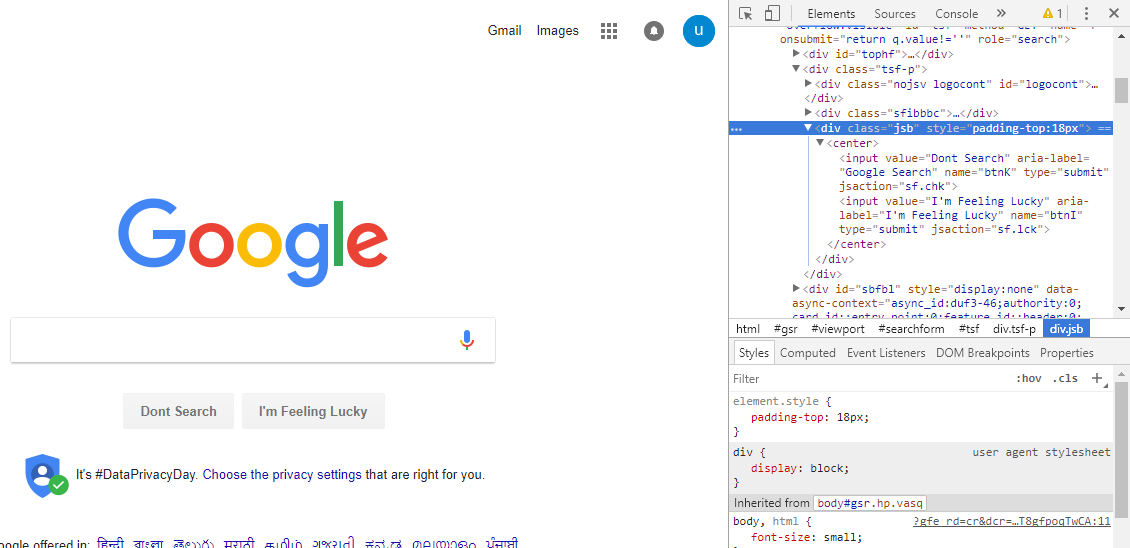 Gmail Images u
Google
Dont Search I'm Feeling Lucky
It's #DataPrivacyDay. Choose the privacy settings that are right for you.
offered in: हिन्दी বাংলা తెలుగు मराठी தமிழ் ગુજરાતી ಕನ್ನಡ മലയാളം ਪੰਜਾਬੀ
Elements Sources Console » 1
onsubmit="return q.value!=''" role="search">
<div id="tophf">…</div>
<div class="tsf-p">
<div class="nojsv logocont" id="logocont">…
</div>
<div class="sfibbbc">…</div>
… <div class="jsb" style="padding-top:18px"> ==
<center>
<input value="Dont Search" aria-label=
"Google Search" name="btnK" type="submit"
jsaction="sf.chk">
<input value="I'm Feeling Lucky" aria-
label="I'm Feeling Lucky" name="btnI"
type="submit" jsaction="sf.lck">
</center>
</div>
</div>
<div id="sbfbl" style="display:none" data-
async-context="async_id:duf3-46;authority:0;
card_id:;entry_point:0;feature_id:;header:0;
html #gsr #viewport #searchform #tsf div.tsf-p div.jsb
Styles Computed Event Listeners DOM Breakpoints Properties
Filter :hov .cls +
element.style {
padding-top: 18px;
}
div { user agent stylesheet
display: block;
}
Inherited from body#gsr.hp.vasq
body, html { ?gfe_rd=cr&dcr=…T8gfpoqTwCA:11
font-size: small;